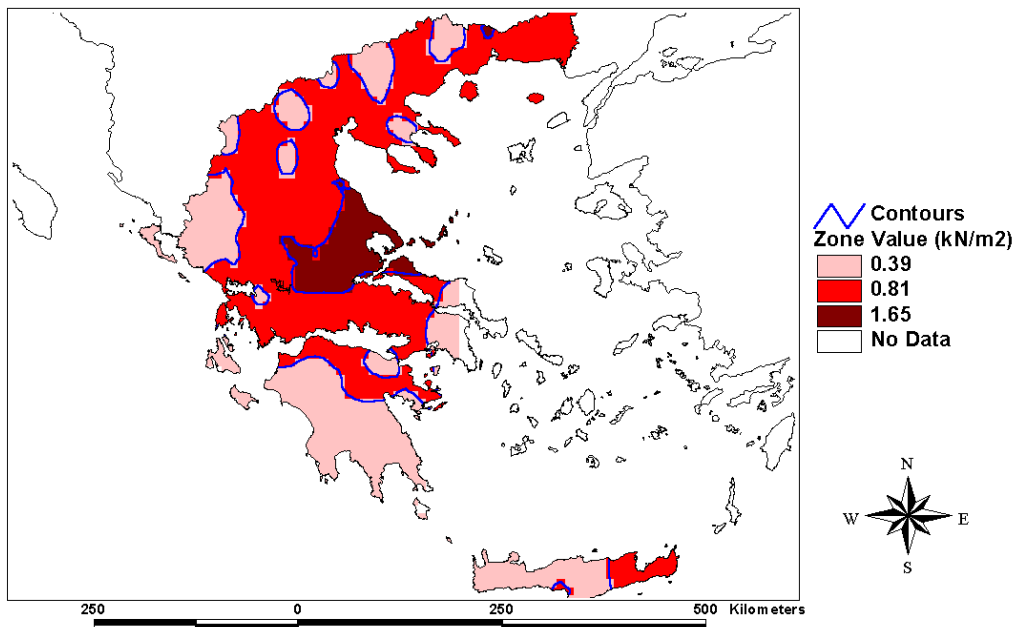 Contours
Zone Value (kN/m2)
0.39
0.81
1.65
No Data
N
W E
S
250 0 250 500 Kilometers